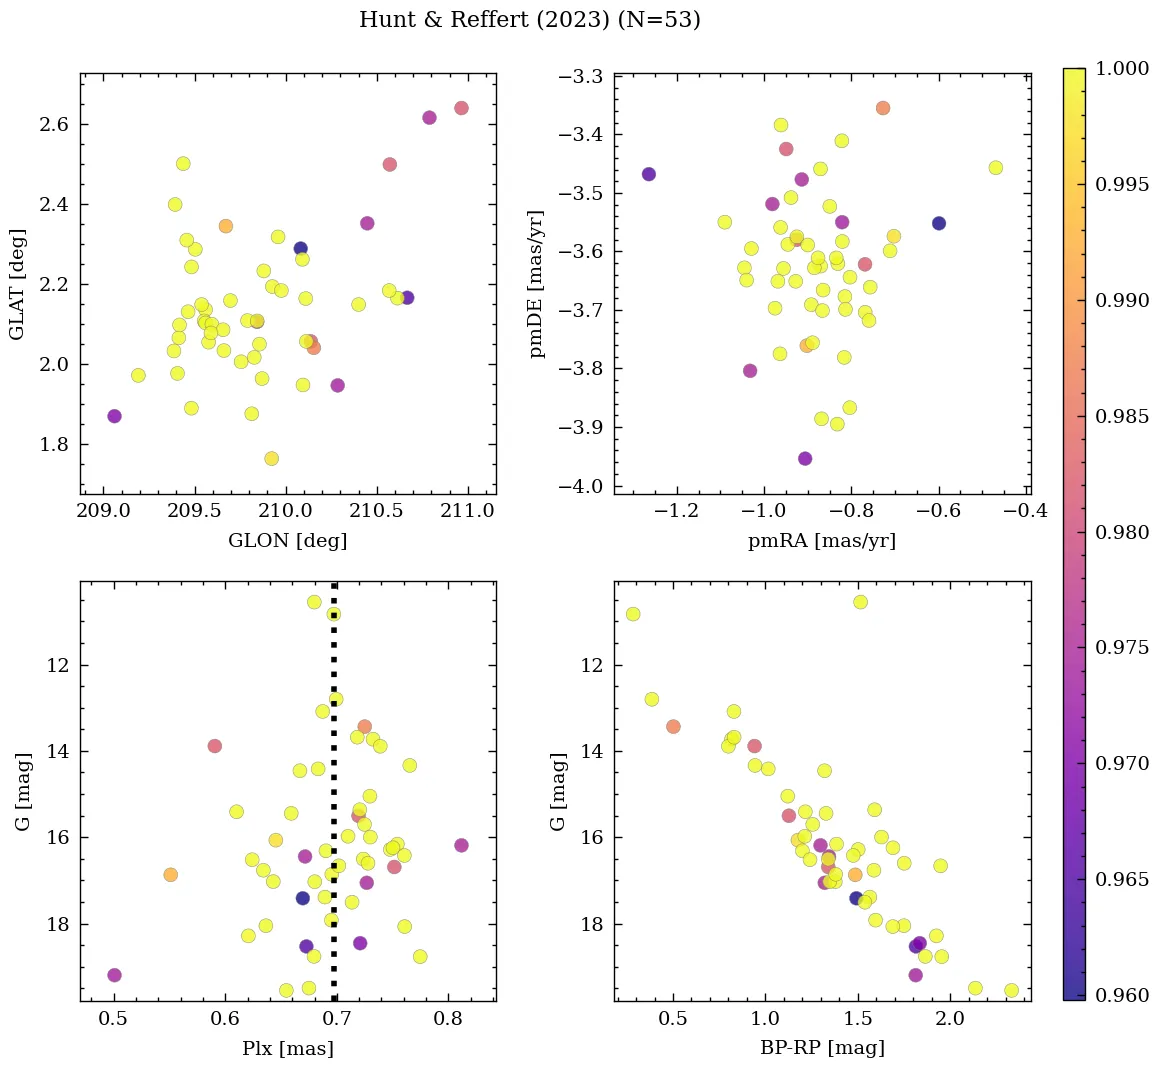 Hunt & Reffert (2023) (N=53)
2.6
2.4
2.2
2.0
1.8
GLAT [deg]
209.0 209.5 210.0 210.5 211.0
GLON [deg]
−3.3
−3.4
−3.5
−3.6
−3.7
−3.8
−3.9
−4.0
pmDE [mas/yr]
−1.2 −1.0 −0.8 −0.6 −0.4
pmRA [mas/yr]
12
14
16
18
G [mag]
0.5 0.6 0.7 0.8
Plx [mas]
12
14
16
18
G [mag]
0.5 1.0 1.5 2.0
BP-RP [mag]
1.000
0.995
0.990
0.985
0.980
0.975
0.970
0.965
0.960